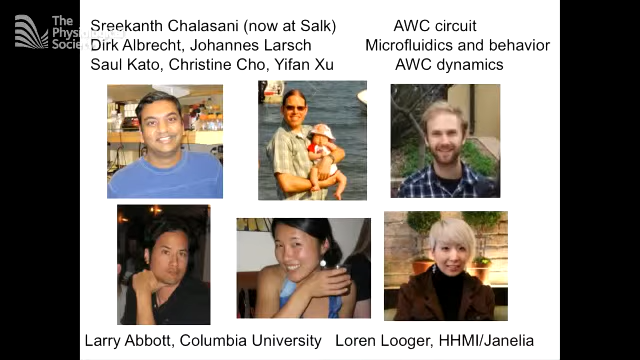 The
Physiological
Society
Sreekanth Chalasani (now at Salk) AWC circuit
Dirk Albrecht, Johannes Larsch Microfluidics and behavior
Saul Kato, Christine Cho, Yifan Xu AWC dynamics
Larry Abbott, Columbia University Loren Looger, HHMI/Janelia